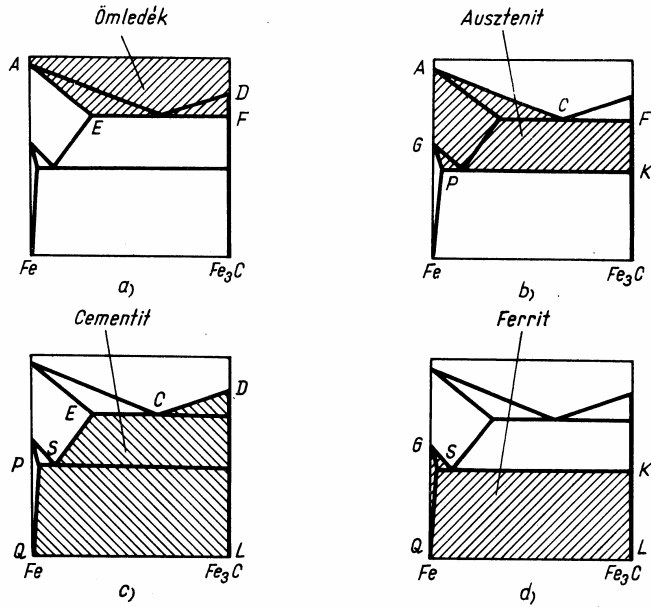 Ömledék
A
D
E
F
Fe
Fe₃C
a)
Ausztenit
A
C
F
G
P
K
Fe
Fe₃C
b)
Cementit
C
D
E
S
P
Q
L
Fe
Fe₃C
c)
Ferrit
G
S
K
Q
L
Fe
Fe₃C
d)